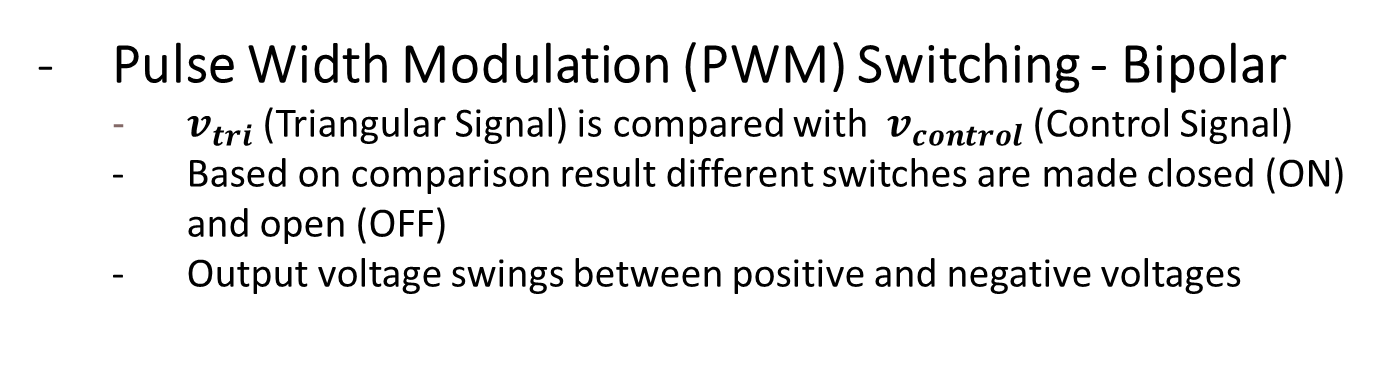 - Pulse Width Modulation (PWM) Switching - Bipolar
- v_tri (Triangular Signal) is compared with v_control (Control Signal)
- Based on comparison result different switches are made closed (ON)
and open (OFF)
- Output voltage swings between positive and negative voltages